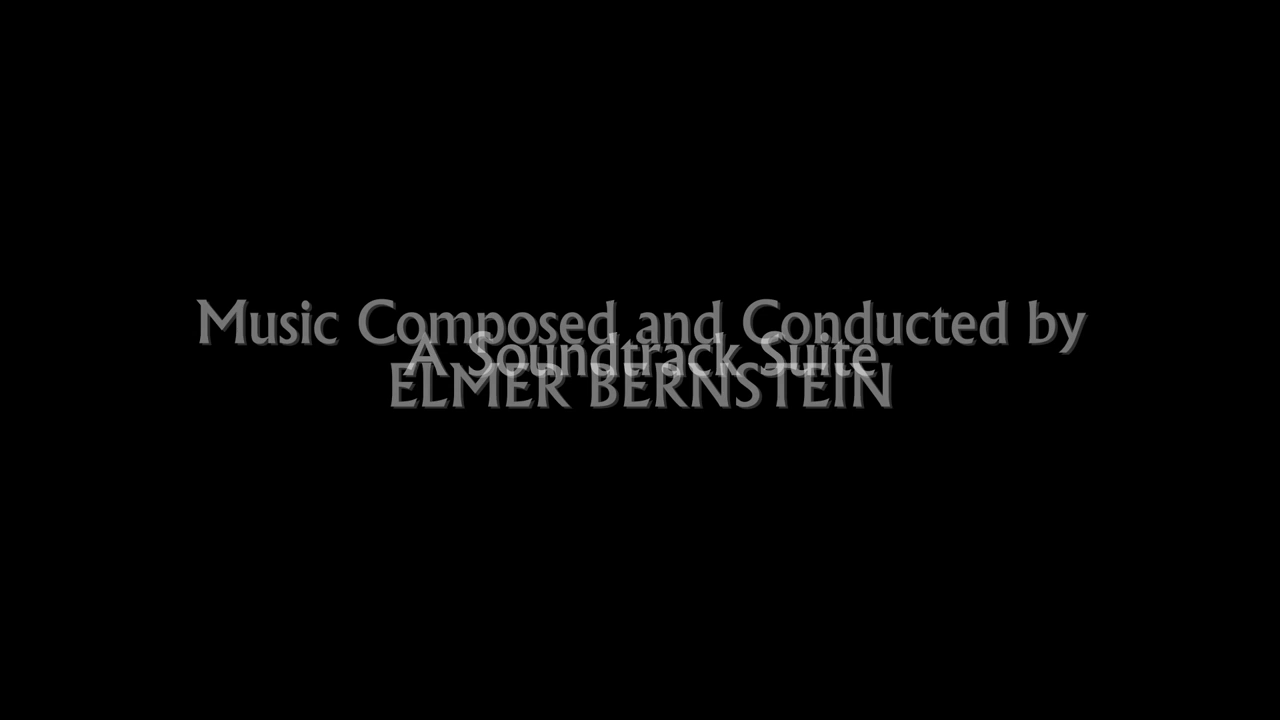 Music Composed and Conducted by
A Soundtrack Suite
ELMER BERNSTEIN